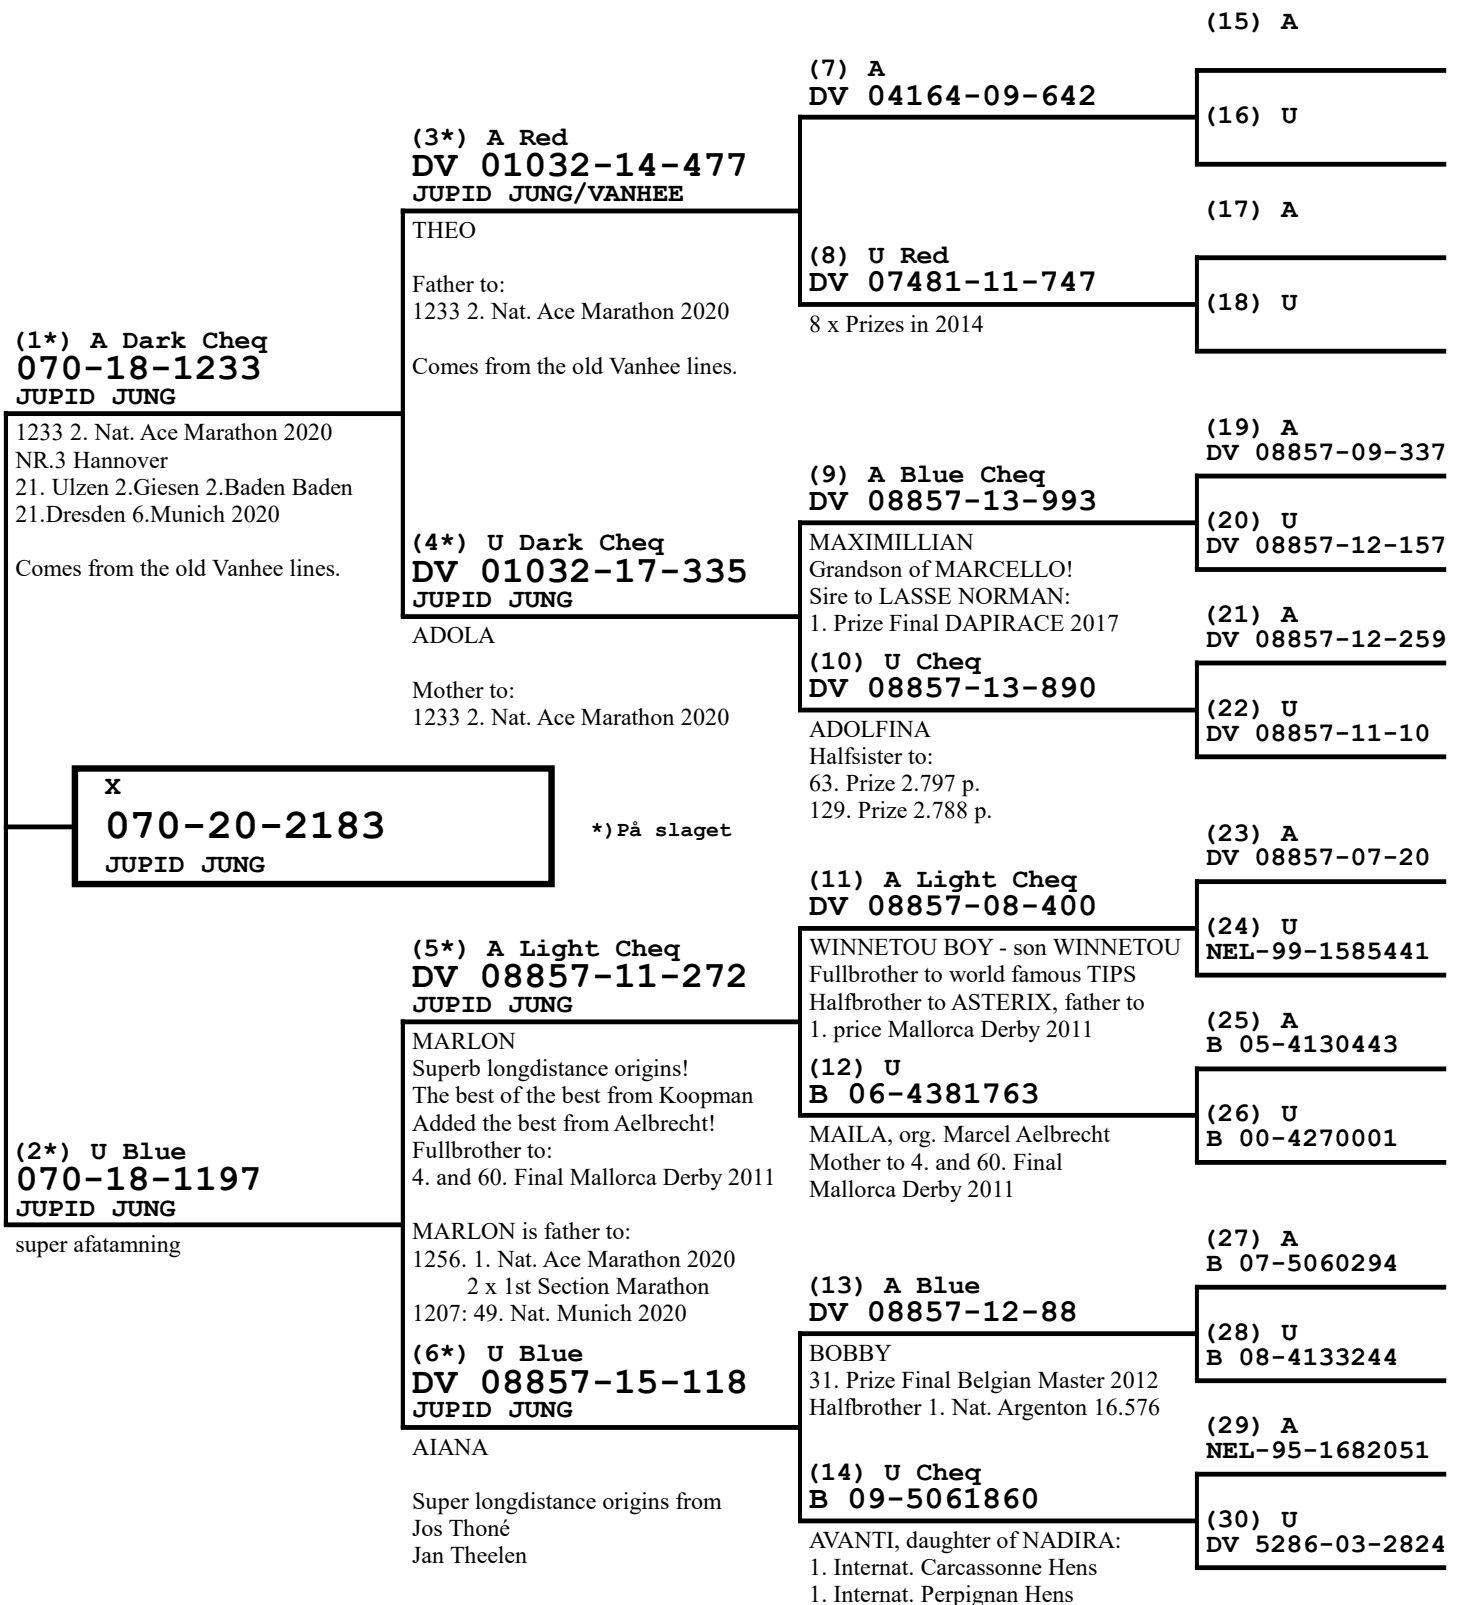 (1*) A Dark Cheq
070-18-1233
JUPID JUNG
1233 2. Nat. Ace Marathon 2020
NR.3 Hannover
21. Ulzen 2.Giesen 2.Baden Baden
21.Dresden 6.Munich 2020
Comes from the old Vanhee lines.
X
070-20-2183
JUPID JUNG
*)På slaget
(2*) U Blue
070-18-1197
JUPID JUNG
super afatamning
(3*) A Red
DV 01032-14-477
JUPID JUNG/VANHEE
THEO
Father to:
1233 2. Nat. Ace Marathon 2020
Comes from the old Vanhee lines.
(4*) U Dark Cheq
DV 01032-17-335
JUPID JUNG
ADOLA
Mother to:
1233 2. Nat. Ace Marathon 2020
(5*) A Light Cheq
DV 08857-11-272
JUPID JUNG
MARLON
Superb longdistance origins!
The best of the best from Koopman
Added the best from Aelbrecht!
Fullbrother to:
4. and 60. Final Mallorca Derby 2011
MARLON is father to:
1256. 1. Nat. Ace Marathon 2020
2 x 1st Section Marathon
1207: 49. Nat. Munich 2020
(6*) U Blue
DV 08857-15-118
JUPID JUNG
AIANA
Super longdistance origins from
Jos Thoné
Jan Theelen
(7) A
DV 04164-09-642
(8) U Red
DV 07481-11-747
8 x Prizes in 2014
(9) A Blue Cheq
DV 08857-13-993
MAXIMILLIAN
Grandson of MARCELLO!
Sire to LASSE NORMAN:
1. Prize Final DAPIRACE 2017
(10) U Cheq
DV 08857-13-890
ADOLFINA
Halfsister to:
63. Prize 2.797 p.
129. Prize 2.788 p.
(11) A Light Cheq
DV 08857-08-400
WINNETOU BOY - son WINNETOU
Fullbrother to world famous TIPS
Halfbrother to ASTERIX, father to
1. price Mallorca Derby 2011
(12) U
B 06-4381763
MAILA, org. Marcel Aelbrecht
Mother to 4. and 60. Final
Mallorca Derby 2011
(13) A Blue
DV 08857-12-88
BOBBY
31. Prize Final Belgian Master 2012
Halfbrother 1. Nat. Argenton 16.576
(14) U Cheq
B 09-5061860
AVANTI, daughter of NADIRA:
1. Internat. Carcassonne Hens
1. Internat. Perpignan Hens
(15) A
(16) U
(17) A
(18) U
(19) A
DV 08857-09-337
(20) U
DV 08857-12-157
(21) A
DV 08857-12-259
(22) U
DV 08857-11-10
(23) A
DV 08857-07-20
(24) U
NEL-99-1585441
(25) A
B 05-4130443
(26) U
B 00-4270001
(27) A
B 07-5060294
(28) U
B 08-4133244
(29) A
NEL-95-1682051
(30) U
DV 5286-03-2824